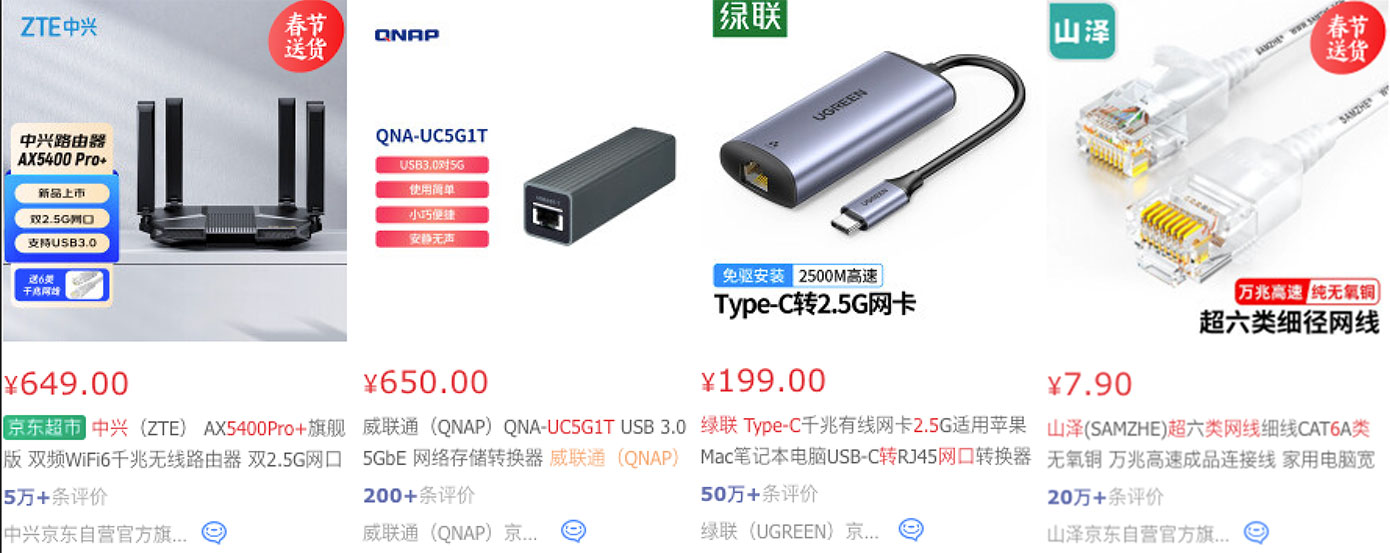 ZTE中兴
春节
送货
中兴路由器
AX5400 Pro+
新品上市
双2.5G网口
支持USB3.0
送6类
千兆网线
¥649.00
京东超市 中兴（ZTE） AX5400Pro+旗舰
版 双频WiFi6千兆无线路由器 双2.5G网口
5万+条评价
中兴京东自营官方旗...
QNAP
QNA-UC5G1T
USB3.0对5G
使用简单
小巧便捷
安静无声
¥650.00
威联通（QNAP）QNA-UC5G1T USB 3.0
5GbE 网络存储转换器 威联通（QNAP）
200+条评价
威联通（QNAP）京...
绿联
UGREEN
UGREEN
免驱安装 2500M高速
Type-C转2.5G网卡
¥199.00
绿联 Type-C千兆有线网卡2.5G适用苹果
Mac笔记本电脑USB-C转RJ45网口转换器
50万+条评价
绿联（UGREEN）京...
山泽
春节
送货
SAMZHE
SAMZHE
万兆高速 纯无氧铜
超六类细径网线
¥7.90
山泽(SAMZHE)超六类网线细线CAT6A类
无氧铜 万兆高速成品连接线 家用电脑宽
20万+条评价
山泽京东自营官方旗...